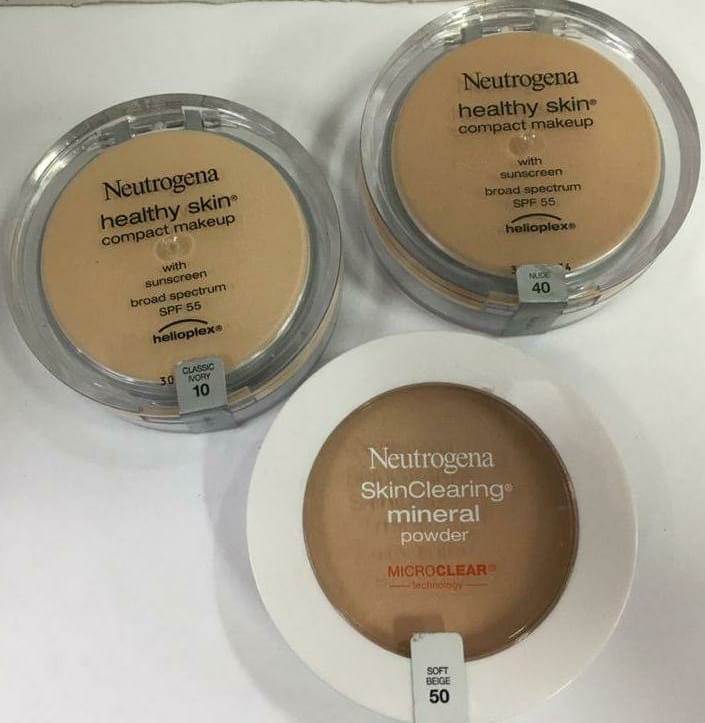 Neutrogena
healthy skin®
compact makeup
with
sunscreen
broad spectrum
SPF 55
helioplex®
30
CLASSIC
IVORY
10
Neutrogena
healthy skin®
compact makeup
with
sunscreen
broad spectrum
SPF 55
helioplex®
NUDE
40
Neutrogena
SkinClearing®
mineral
powder
MICROCLEAR®
technology
SOFT
BEIGE
50